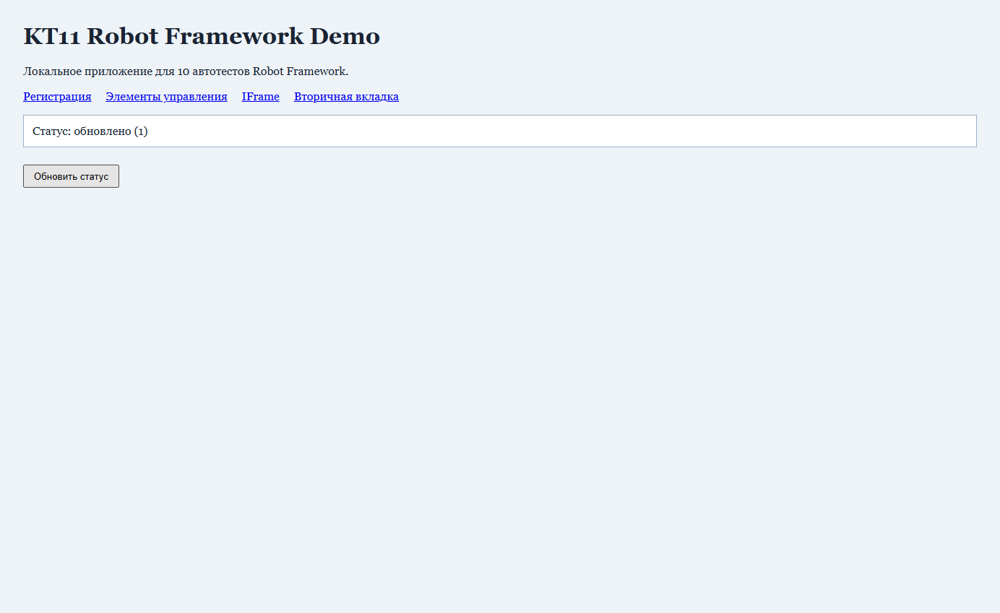 KT11 Robot Framework Demo
Локальное приложение для 10 автотестов Robot Framework.
Регистрация Элементы управления IFrame Вторичная вкладка
Статус: обновлено (1)
Обновить статус